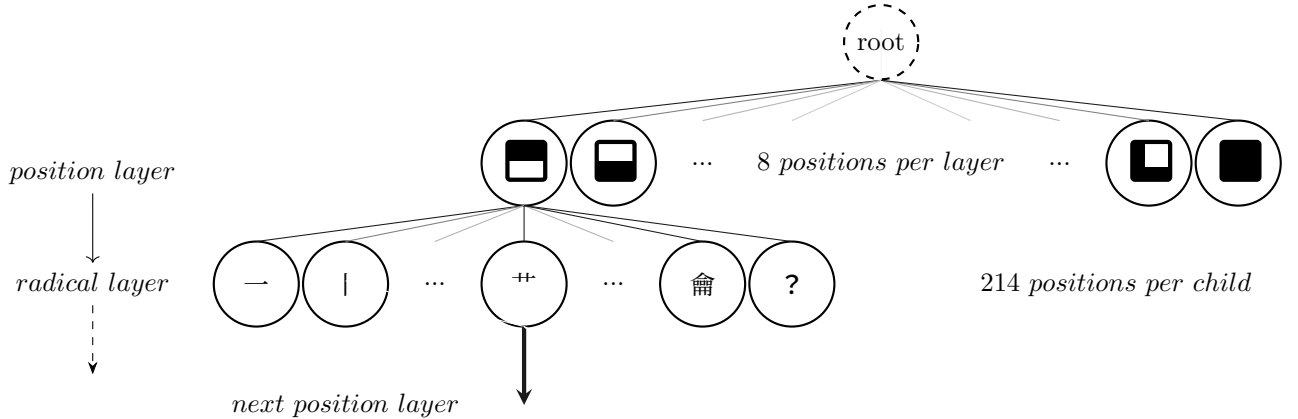 root
... 8 positions per layer ...
position layer
radical layer
一 丨 ... 艹 ... 龠 ?
214 positions per child
next position layer